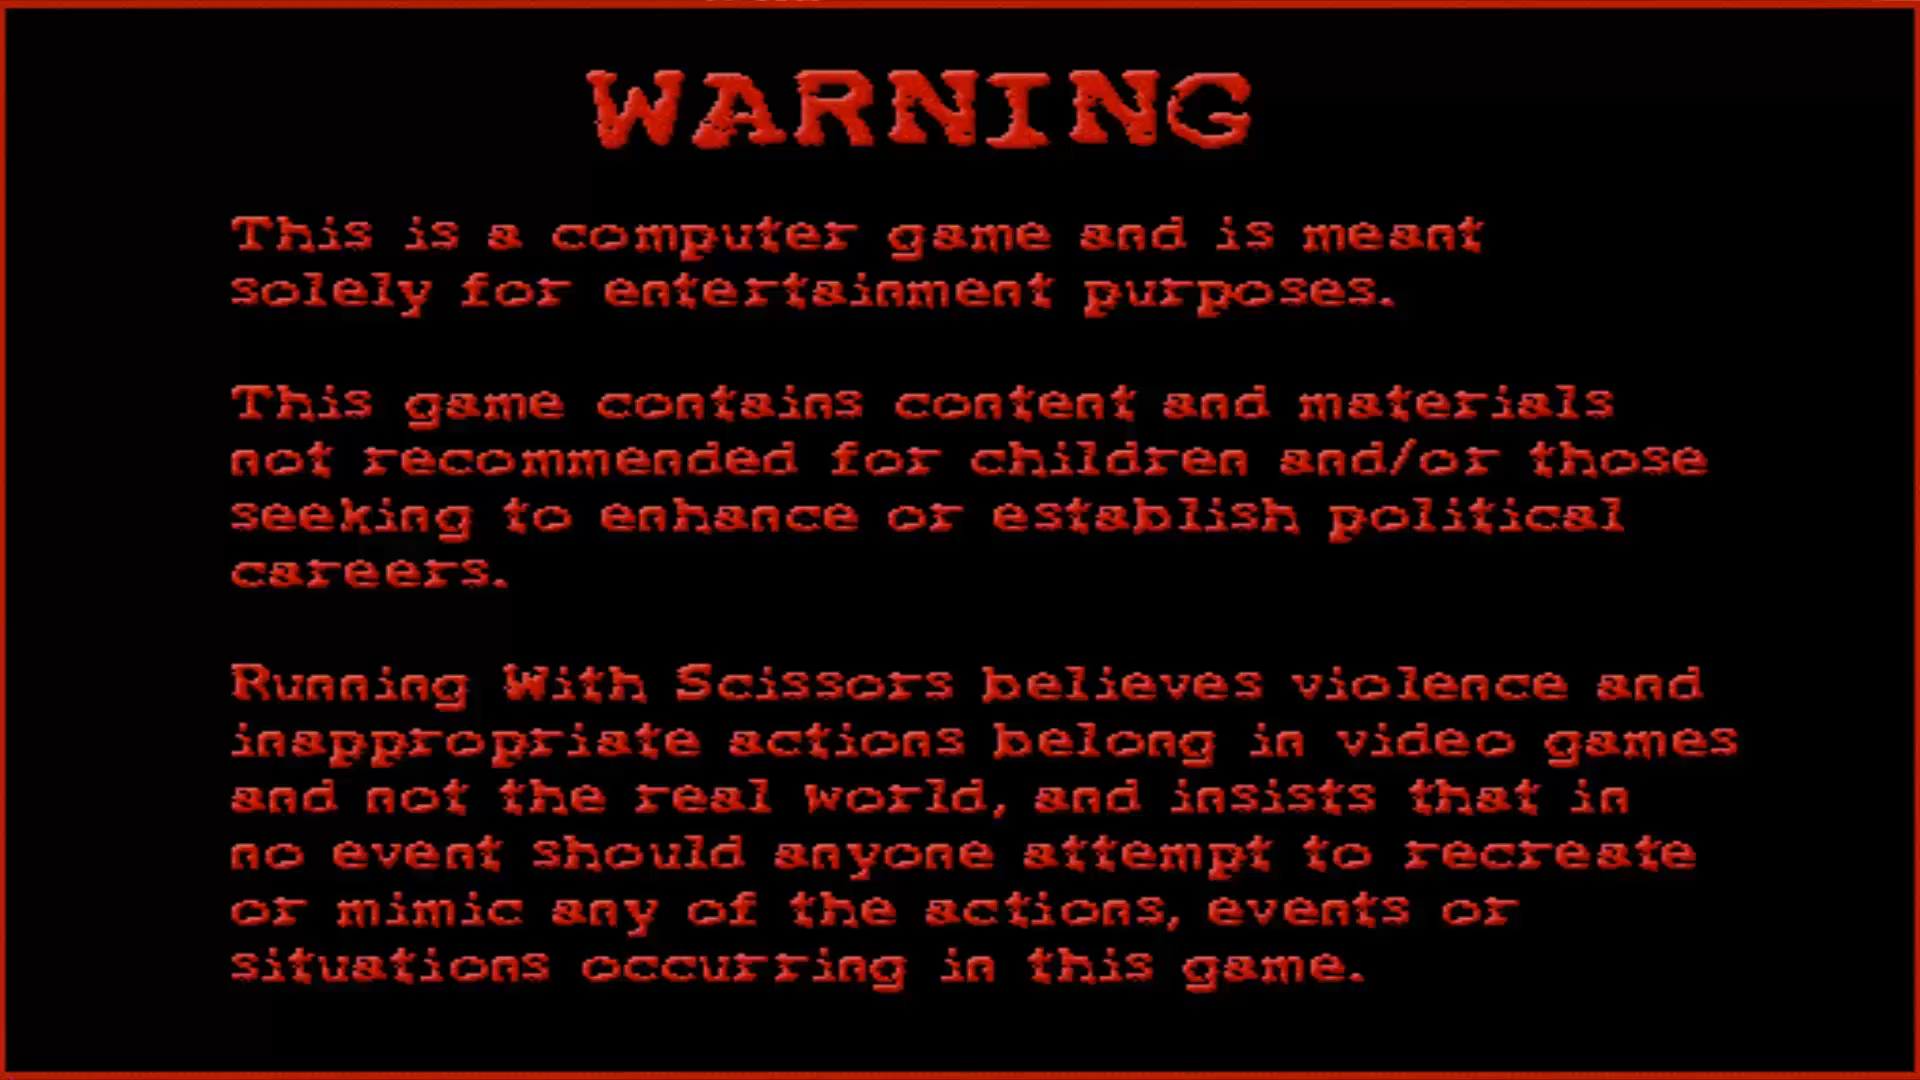 WARNING
This is a computer game and is meant
solely for entertainment purposes.
This game contains content and materials
not recommended for children and/or those
seeking to enhance or establish political
careers.
Running With Scissors believes violence and
inappropriate actions belong in video games
and not the real world, and insists that in
no event should anyone attempt to recreate
or mimic any of the actions, events or
situations occurring in this game.